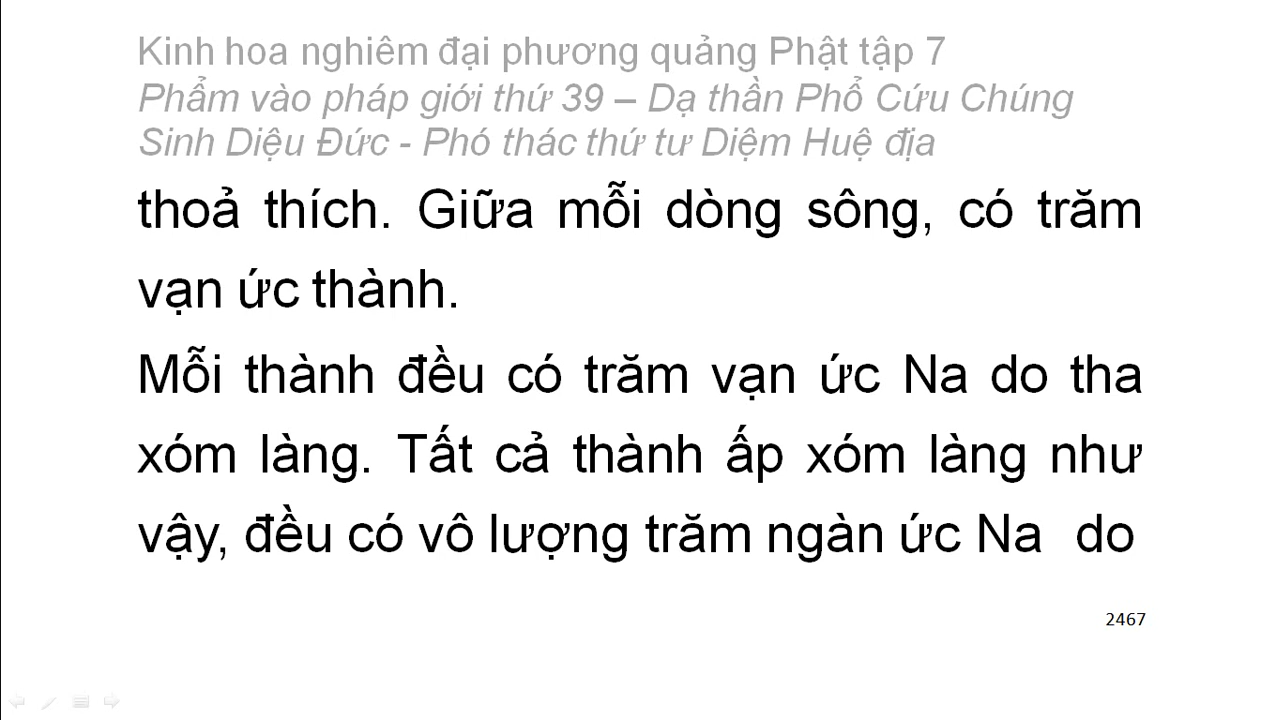 Kinh hoa nghiêm đại phương quảng Phật tập 7
Phẩm vào pháp giới thứ 39 – Dạ thần Phổ Cứu Chúng
Sinh Diệu Đức - Phó thác thứ tư Diệm Huệ địa
thoả thích. Giữa mỗi dòng sông, có trăm
vạn ức thành.
Mỗi thành đều có trăm vạn ức Na do tha
xóm làng. Tất cả thành ấp xóm làng như
vậy, đều có vô lượng trăm ngàn ức Na do
2467